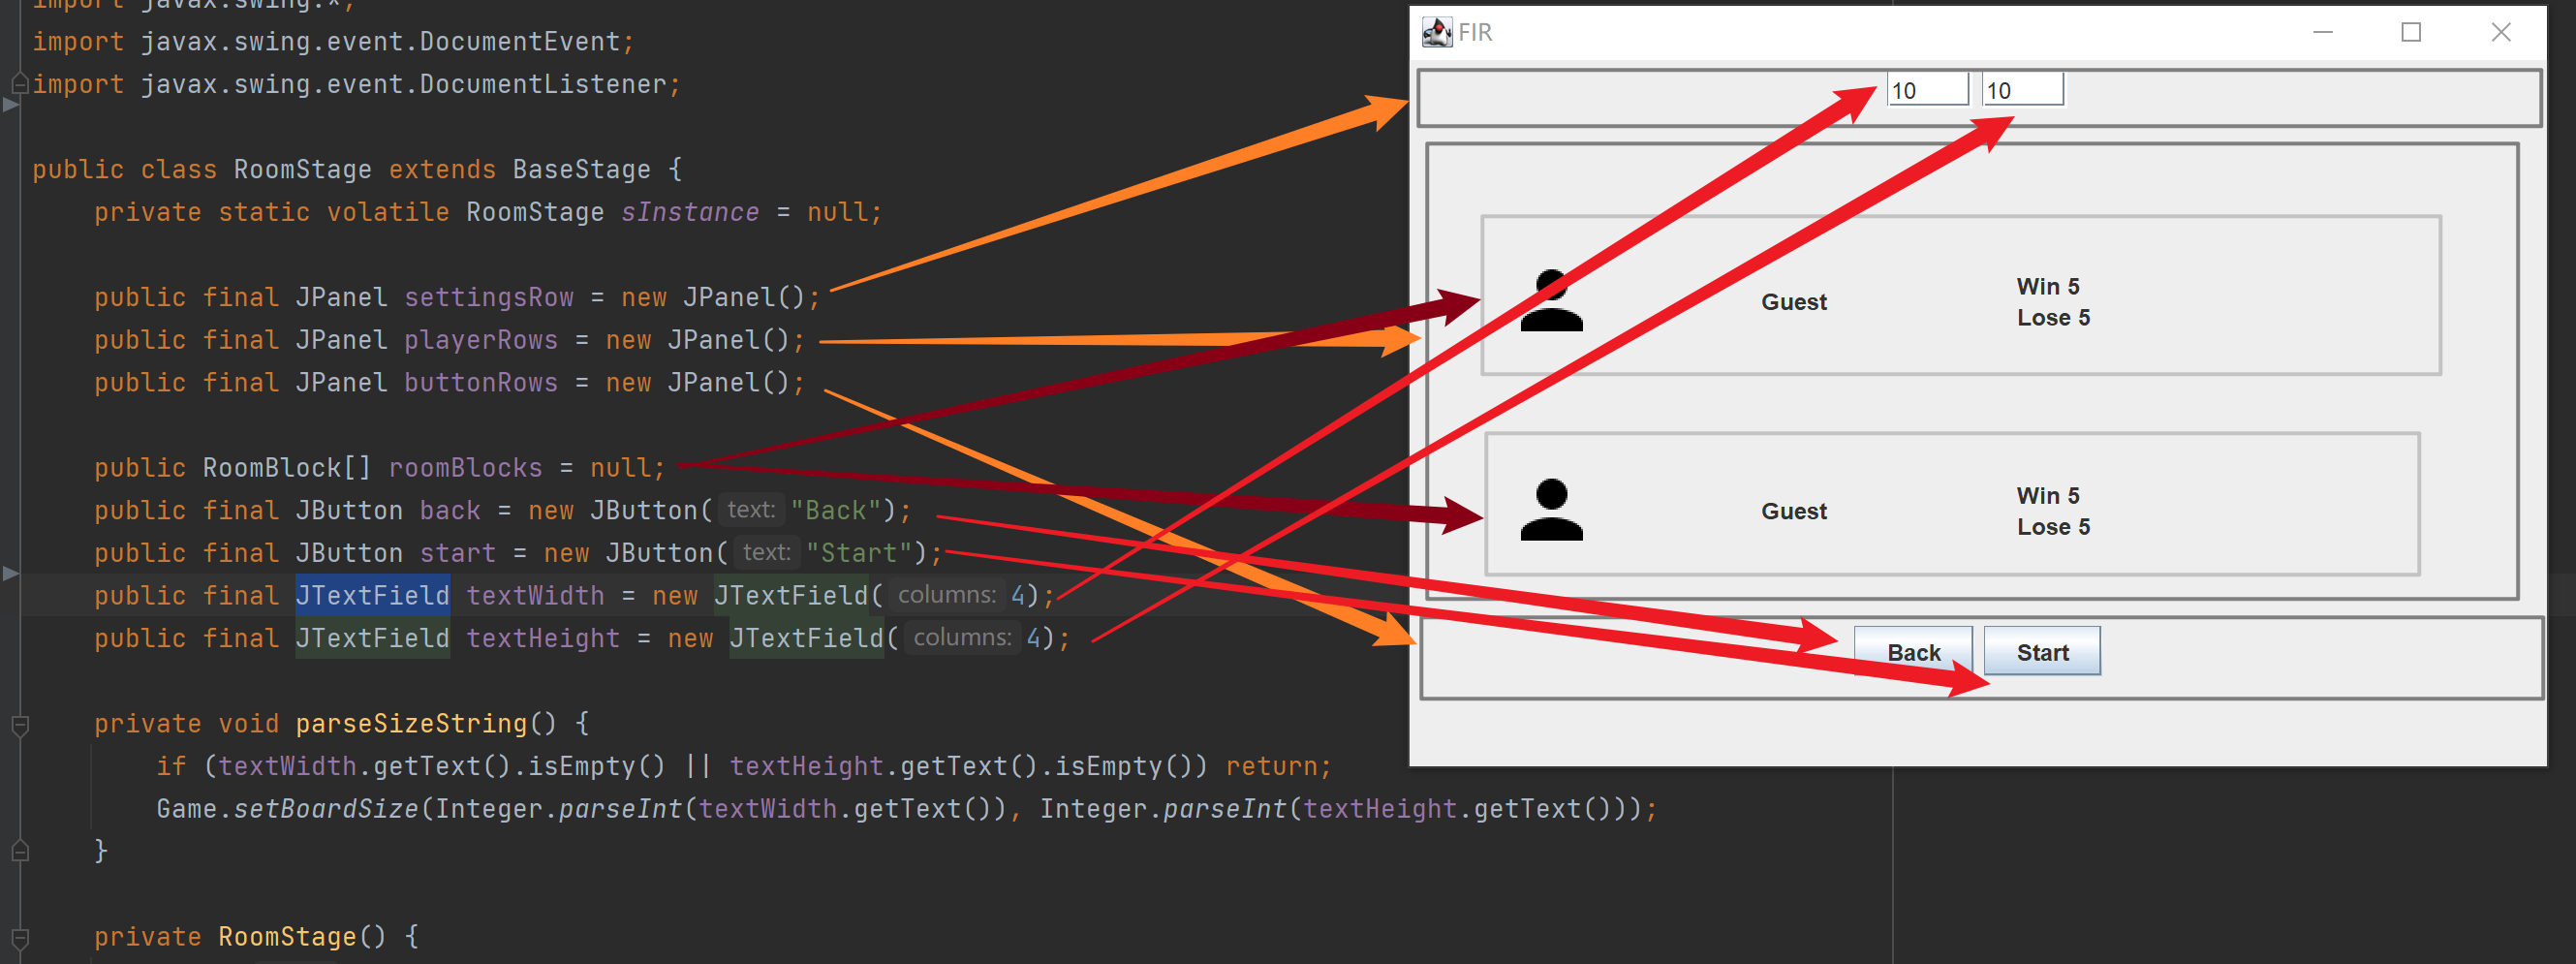 import javax.swing.*;
import javax.swing.event.DocumentEvent;
import javax.swing.event.DocumentListener;
public class RoomStage extends BaseStage {
private static volatile RoomStage sInstance = null;
public final JPanel settingsRow = new JPanel();
public final JPanel playerRows = new JPanel();
public final JPanel buttonRows = new JPanel();
public RoomBlock[] roomBlocks = null;
public final JButton back = new JButton( text: "Back");
public final JButton start = new JButton( text: "Start");
public final JTextField textWidth = new JTextField( columns: 4);
public final JTextField textHeight = new JTextField( columns: 4);
private void parseSizeString() {
if (textWidth.getText().isEmpty() || textHeight.getText().isEmpty()) return;
Game.setBoardSize(Integer.parseInt(textWidth.getText()), Integer.parseInt(textHeight.getText()));
}
private RoomStage() {
FIR
10 10
Guest
Win 5
Lose 5
Guest
Win 5
Lose 5
Back Start